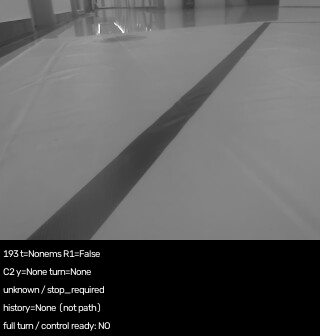 193 t=Nonems R1=False
C2 y=None turn=None
unknown / stop_required
history=None (not path)
full turn / control ready: NO